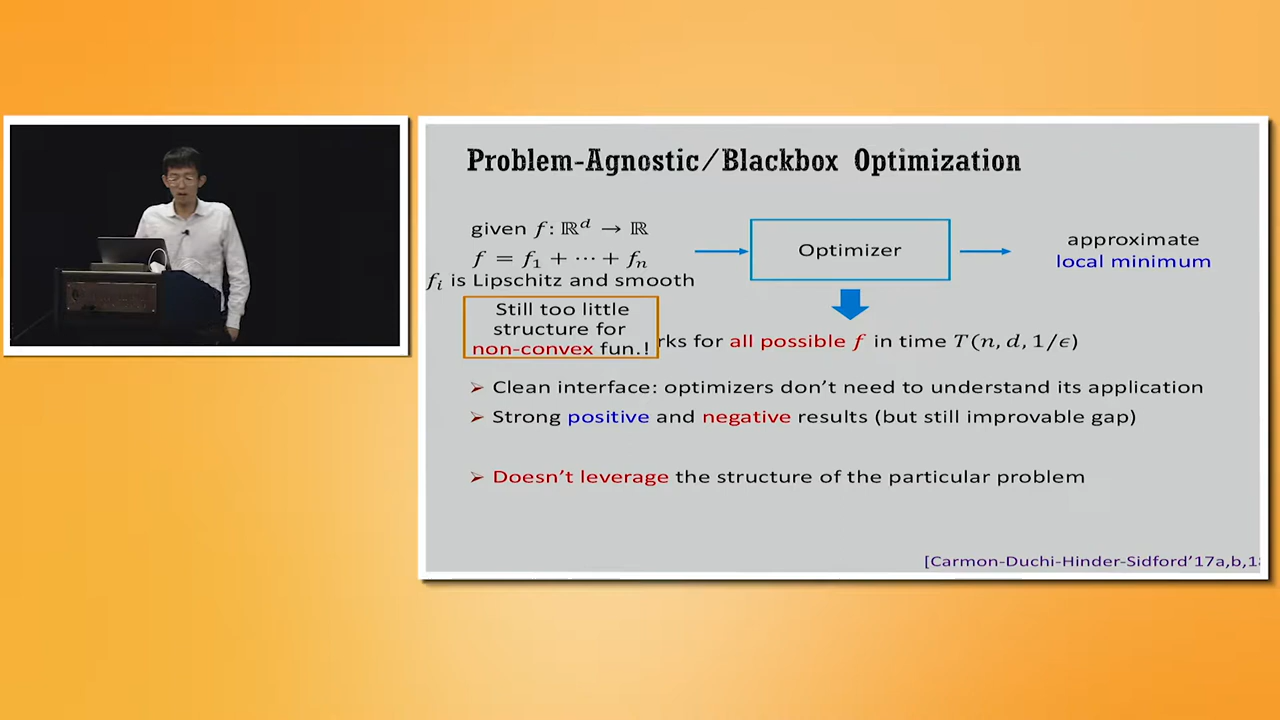 Problem-Agnostic/Blackbox Optimization
given f: ℝᵈ → ℝ
f = f₁ + ⋯ + fₙ
fᵢ is Lipschitz and smooth
Optimizer
approximate
local minimum
Still too little
structure for
non-convex fun.!
rks for all possible f in time T(n, d, 1/ϵ)
➢ Clean interface: optimizers don't need to understand its application
➢ Strong positive and negative results (but still improvable gap)
➢ Doesn't leverage the structure of the particular problem
[Carmon-Duchi-Hinder-Sidford'17a,b,1